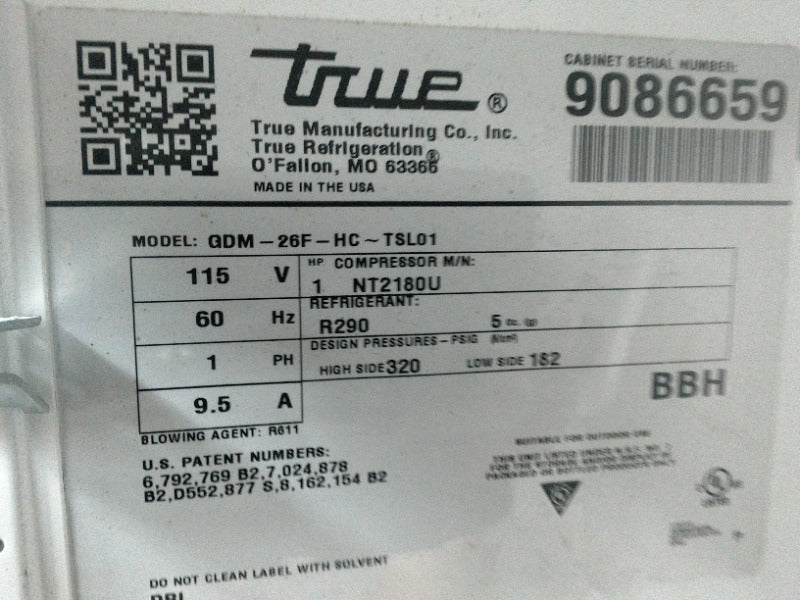 true®
CABINET SERIAL NUMBER:
9086659
True Manufacturing Co., Inc.
True Refrigeration®
O'Fallon, MO 63366
MADE IN THE USA
MODEL: GDM-26F-HC~TSL01
115 V
HP COMPRESSOR M/N:
1 NT2180U
60 Hz
REFRIGERANT:
R290 5 oz.
1 PH
DESIGN PRESSURES-PSIG
HIGH SIDE 320 LOW SIDE 182
9.5 A
BBH
BLOWING AGENT: R611
U.S. PATENT NUMBERS:
6,792,769 B2,7,024,878
B2,D552,877 S,8,162,154 B2
DO NOT CLEAN LABEL WITH SOLVENT